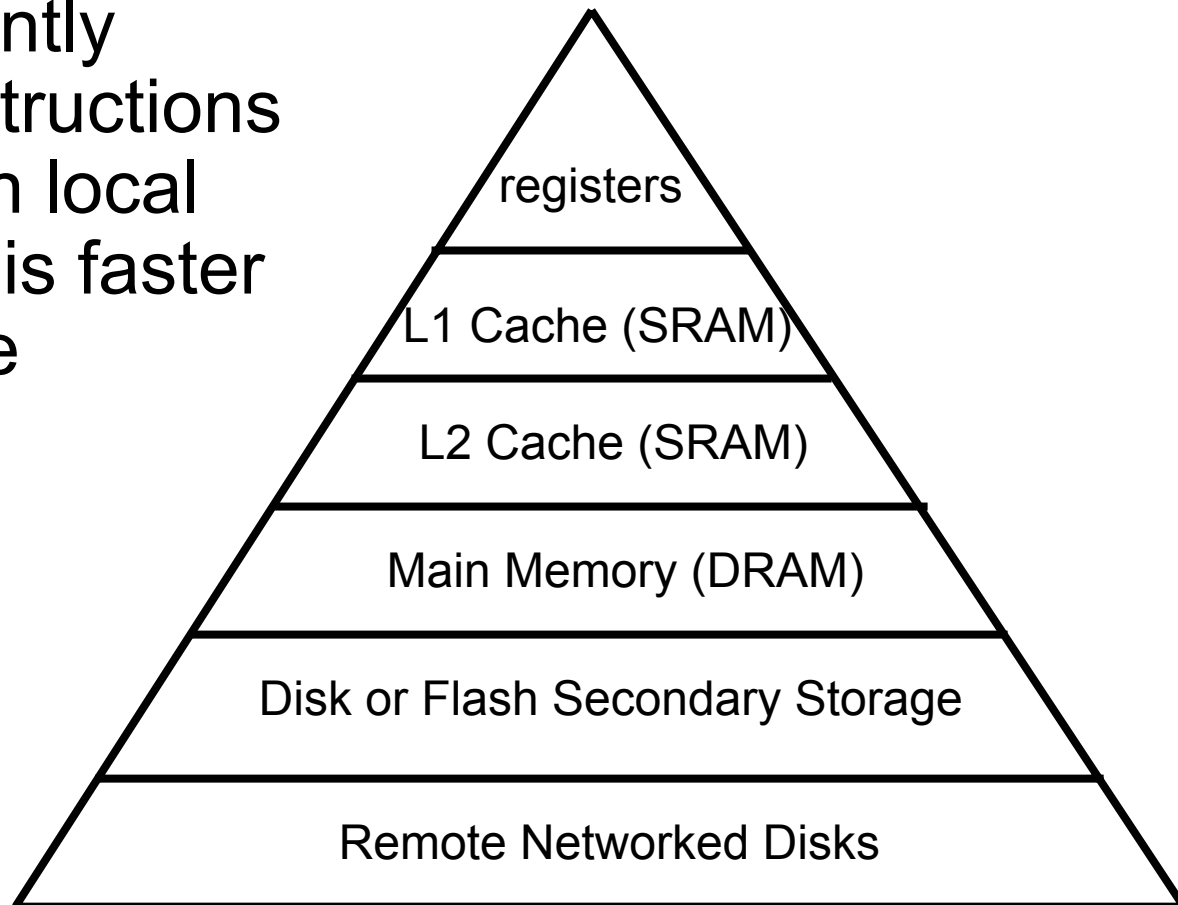 ntly
tructions
n local
is faster
e
registers
L1 Cache (SRAM)
L2 Cache (SRAM)
Main Memory (DRAM)
Disk or Flash Secondary Storage
Remote Networked Disks